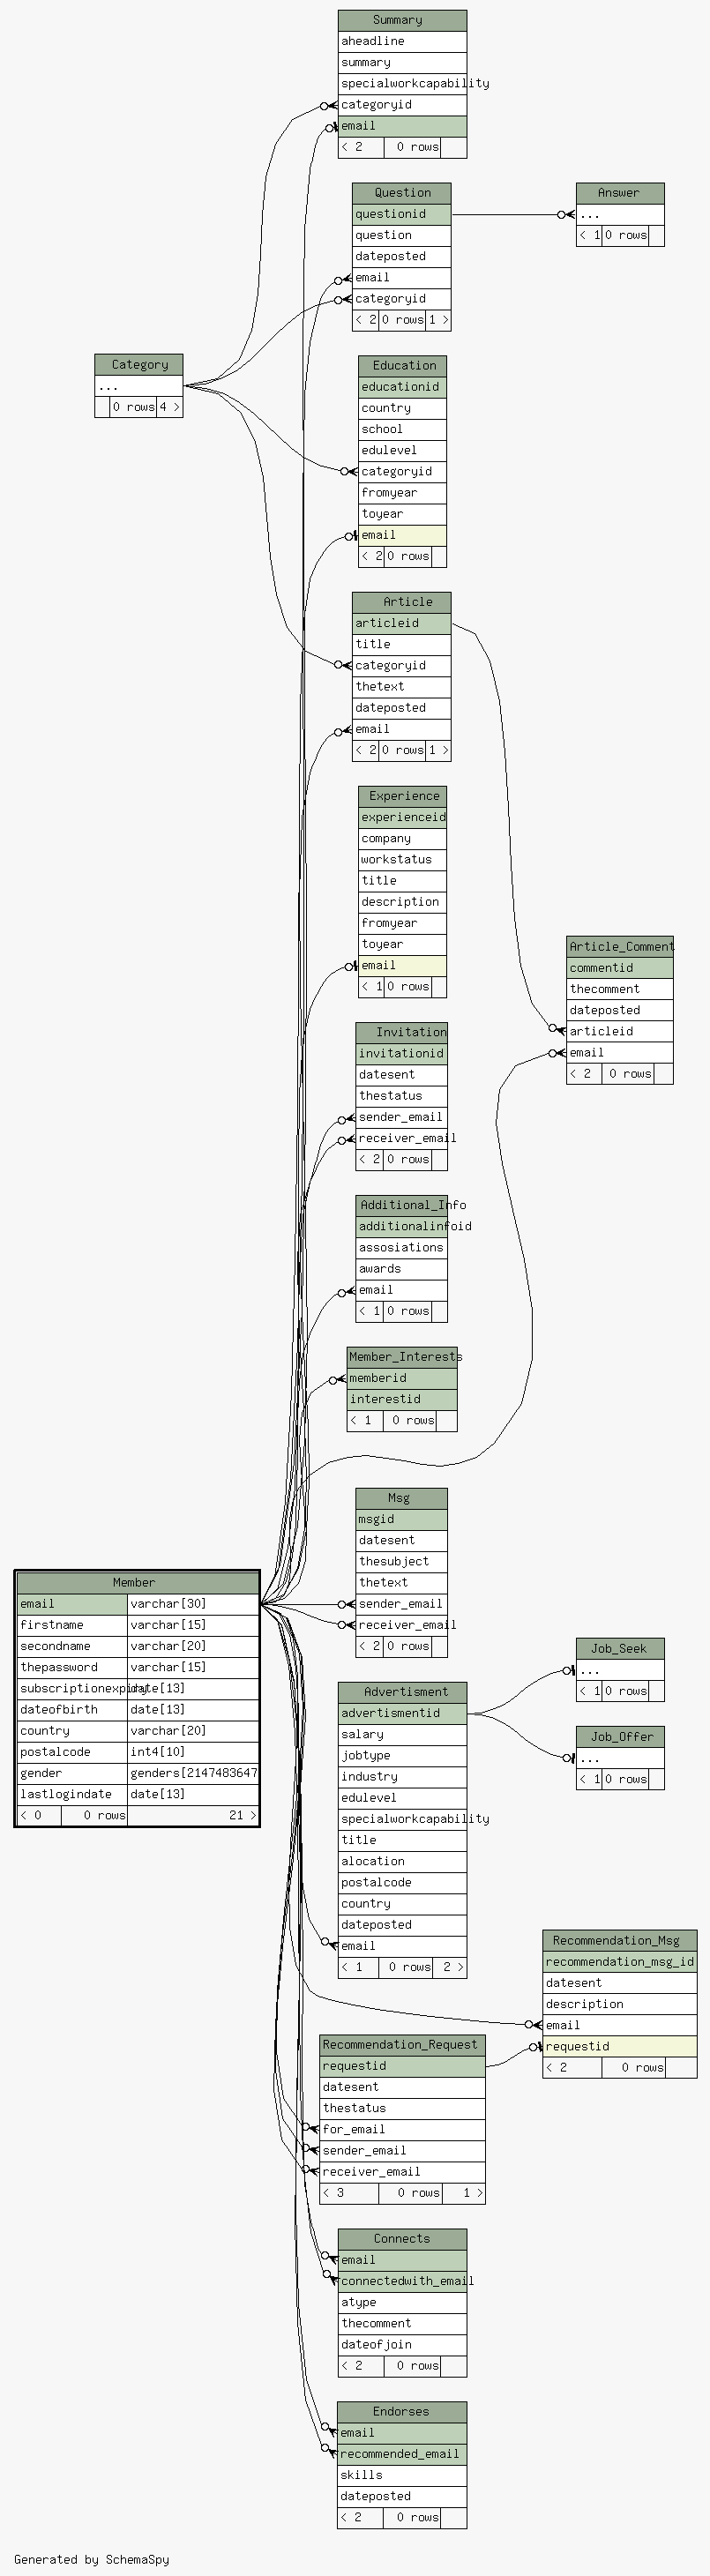 Summary
aheadline
summary
specialworkcapability
categoryid
email
< 2 0 rows
Question
questionid
question
dateposted
email
categoryid
< 2 0 rows 1 >
Answer
...
< 1 0 rows
Category
...
0 rows 4 >
Education
educationid
country
school
edulevel
categoryid
fromyear
toyear
email
< 2 0 rows
Article
articleid
title
categoryid
thetext
dateposted
email
< 2 0 rows 1 >
Experience
experienceid
company
workstatus
title
description
fromyear
toyear
email
< 1 0 rows
Article_Comment
commentid
thecomment
dateposted
articleid
email
< 2 0 rows
Invitation
invitationid
datesent
thestatus
sender_email
receiver_email
< 2 0 rows
Additional_Info
additionalinfoid
assosiations
awards
email
< 1 0 rows
Member_Interests
memberid
interestid
< 1 0 rows
Msg
msgid
datesent
thesubject
thetext
sender_email
receiver_email
< 2 0 rows
Member
email varchar[30]
firstname varchar[15]
secondname varchar[20]
thepassword varchar[15]
subscriptionexpiry date[13]
dateofbirth date[13]
country varchar[20]
postalcode int4[10]
gender genders[2147483647
lastlogindate date[13]
< 0 0 rows 21 >
Job_Seek
...
< 1 0 rows
Job_Offer
...
< 1 0 rows
Advertisment
advertismentid
salary
jobtype
industry
edulevel
specialworkcapability
title
alocation
postalcode
country
dateposted
email
< 1 0 rows 2 >
Recommendation_Msg
recommendation_msg_id
datesent
description
email
requestid
< 2 0 rows
Recommendation_Request
requestid
datesent
thestatus
for_email
sender_email
receiver_email
< 3 0 rows 1 >
Connects
email
connectedwith_email
atype
thecomment
dateofjoin
< 2 0 rows
Endorses
email
recommended_email
skills
dateposted
< 2 0 rows
Generated by SchemaSpy